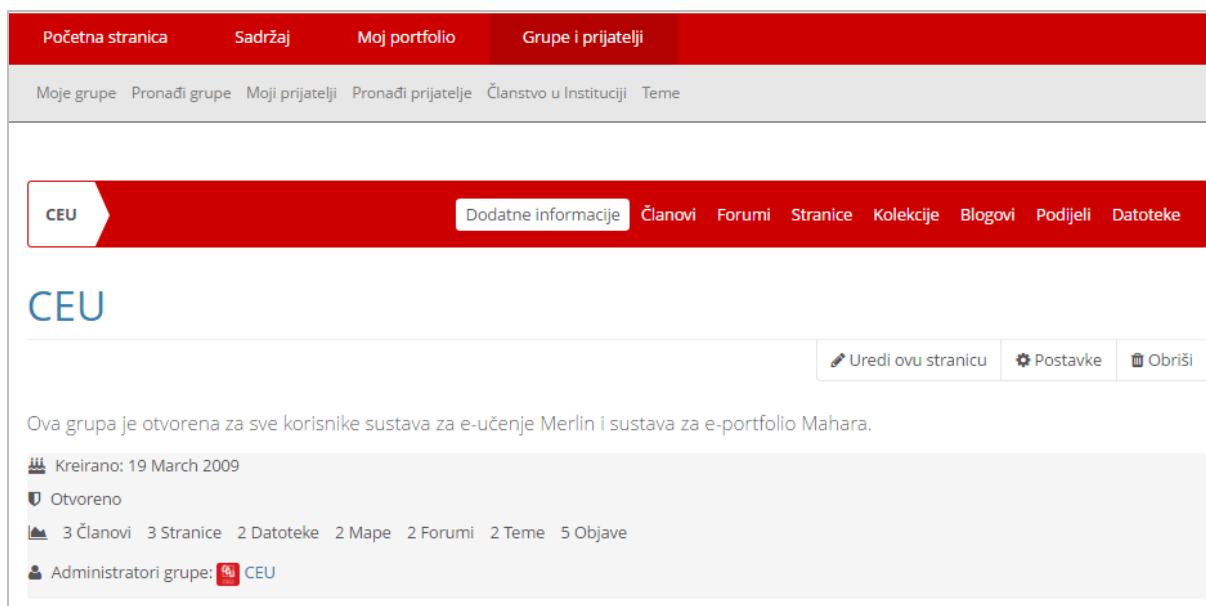 Početna stranica Sadržaj Moj portfolio Grupe i prijatelji
Moje grupe Pronađi grupe Moji prijatelji Pronađi prijatelje Članstvo u Instituciji Teme
CEU Dodatne informacije Članovi Forumi Stranice Kolekcije Blogovi Podijeli Datoteke
CEU
Uredi ovu stranicu Postavke Obriši
Ova grupa je otvorena za sve korisnike sustava za e-učenje Merlin i sustava za e-portfolio Mahara.
Kreirano: 19 March 2009
Otvoreno
3 Članovi 3 Stranice 2 Datoteke 2 Mape 2 Forumi 2 Teme 5 Objave
Administratori grupe: CEU